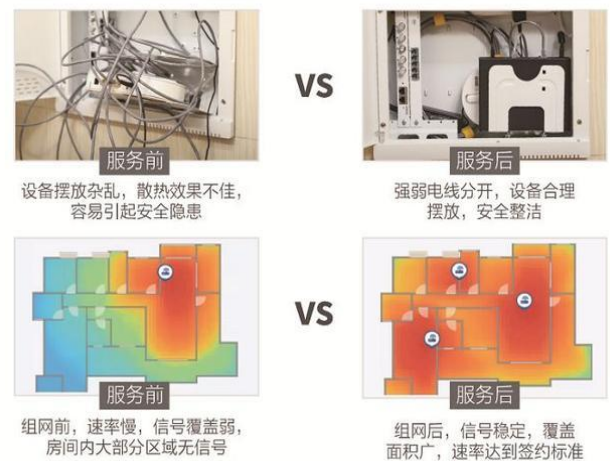 VS
服务前
服务后
设备摆放杂乱，散热效果不佳，
容易引起安全隐患
强弱电线分开，设备合理
摆放，安全整洁
VS
服务前
服务后
组网前，速率慢，信号覆盖弱，
房间内大部分区域无信号
组网后，信号稳定，覆盖
面积广，速率达到签约标准